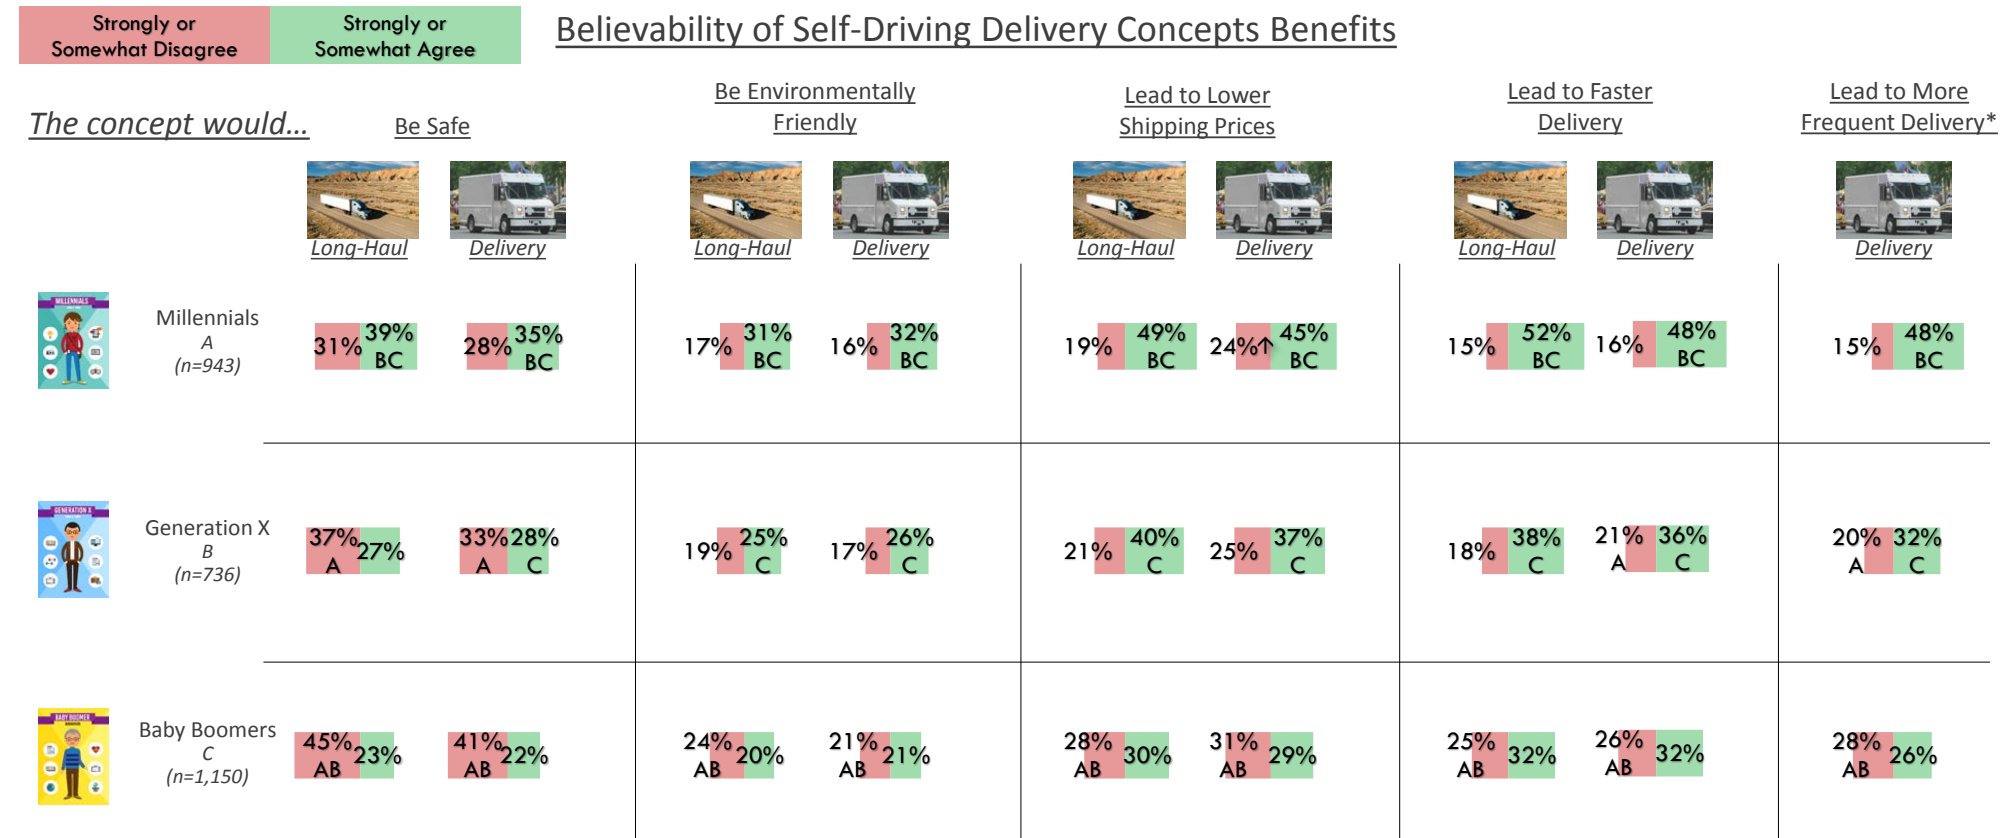 Strongly or
Somewhat Disagree
Strongly or
Somewhat Agree
Believability of Self-Driving Delivery Concepts Benefits
The concept would…
Be Safe
Be Environmentally
Friendly
Lead to Lower
Shipping Prices
Lead to Faster
Delivery
Lead to More
Frequent Delivery*
Long-Haul Delivery Long-Haul Delivery Long-Haul Delivery Long-Haul Delivery Delivery
MILLENNIALS
Millennials
A
(n=943)
31% 39% BC
28% 35% BC
17% 31% BC
16% 32% BC
19% 49% BC
24%↑ 45% BC
15% 52% BC
16% 48% BC
15% 48% BC
GENERATION X
Generation X
B
(n=736)
37% A 27%
33% A 28% C
19% 25% C
17% 26% C
21% 40% C
25% 37% C
18% 38% C
21% A 36% C
20% A 32% C
BABY BOOMER
Baby Boomers
C
(n=1,150)
45% AB 23%
41% AB 22%
24% AB 20%
21% AB 21%
28% AB 30%
31% AB 29%
25% AB 32%
26% AB 32%
28% AB 26%